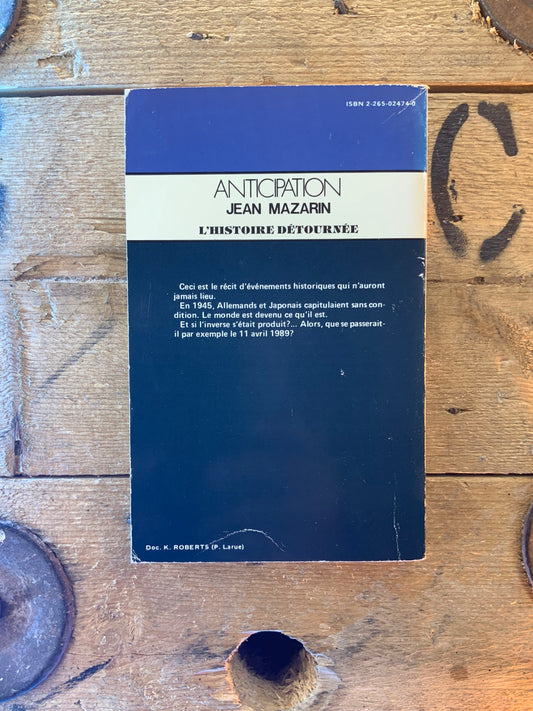 ISBN 2-265-02474-0
ANTICIPATION
JEAN MAZARIN
L'HISTOIRE DÉTOURNÉE
Ceci est le récit d'événements historiques qui n'auront
jamais lieu.
En 1945, Allemands et Japonais capitulaient sans con-
dition. Le monde est devenu ce qu'il est.
Et si l'inverse s'était produit?... Alors, que se passerait-
il par exemple le 11 avril 1989?
Doc. K. ROBERTS (P. Larue)